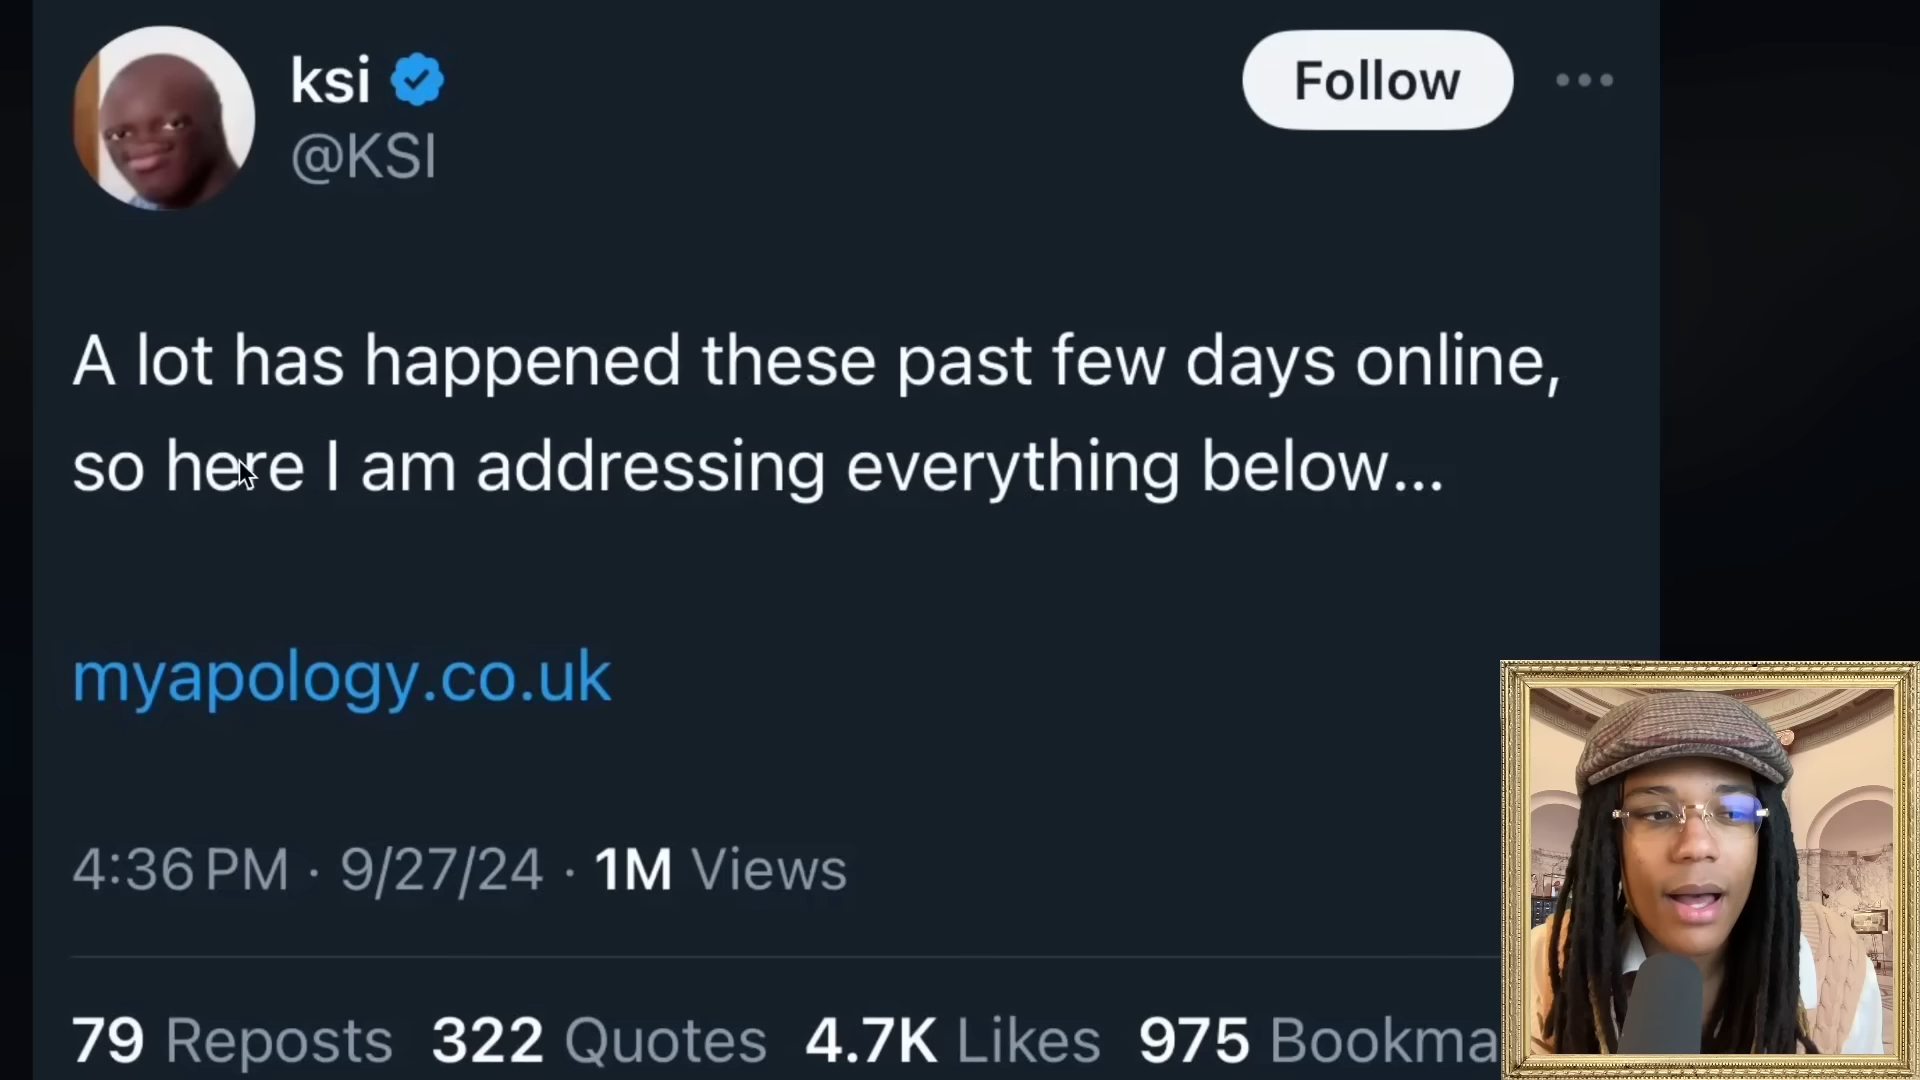 ksi
Follow
@KSI
A lot has happened these past few days online,
so here I am addressing everything below...
myapology.co.uk
4:36 PM · 9/27/24 · 1M Views
79 Reposts 322 Quotes 4.7K Likes 975 Bookma